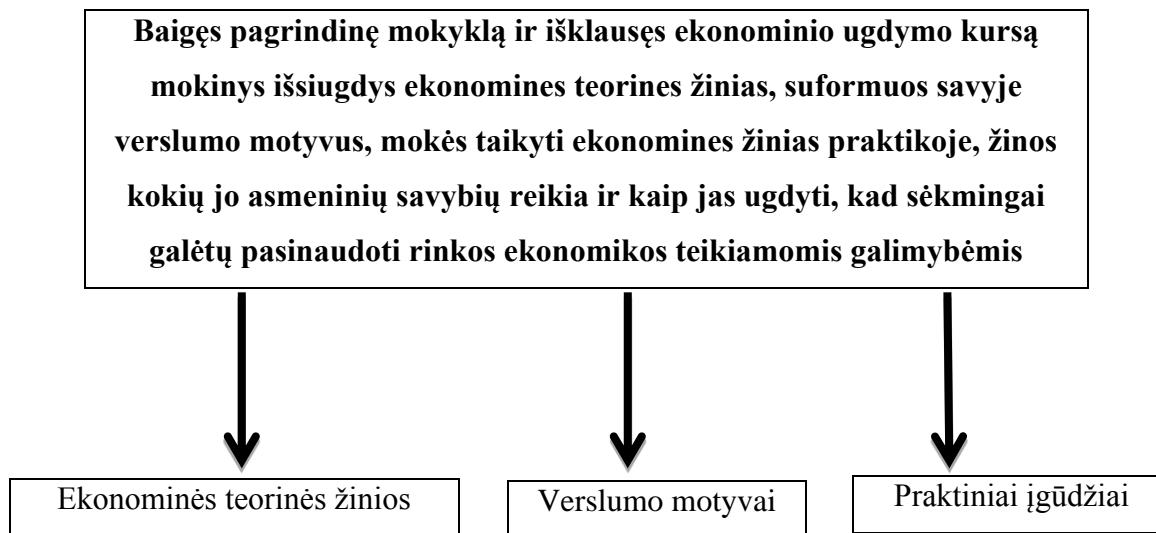 Baigęs pagrindinę mokyklą ir išklausęs ekonominio ugdymo kursą
mokinys išsiugdys ekonomines teorines žinias, suformuos savyje
verslumo motyvus, mokės taikyti ekonomines žinias praktikoje, žinos
kokių jo asmeninių savybių reikia ir kaip jas ugdyti, kad sėkmingai
galėtų pasinaudoti rinkos ekonomikos teikiamomis galimybėmis
Ekonominės teorinės žinios
Verslumo motyvai
Praktiniai įgūdžiai